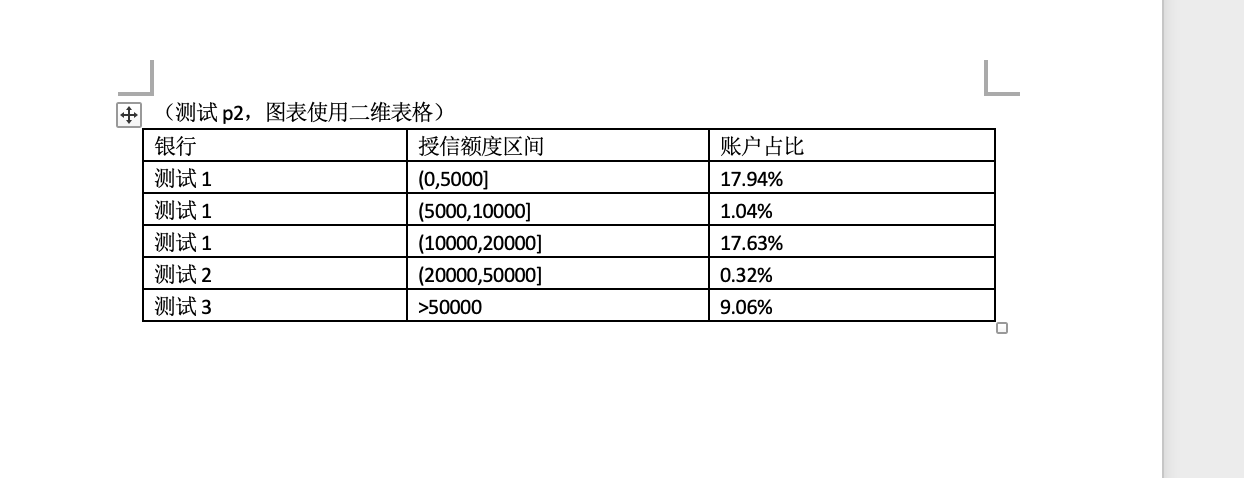 （测试 p2，图表使用二维表格）
银行 授信额度区间 账户占比
测试 1 (0,5000] 17.94%
测试 1 (5000,10000] 1.04%
测试 1 (10000,20000] 17.63%
测试 2 (20000,50000] 0.32%
测试 3 >50000 9.06%